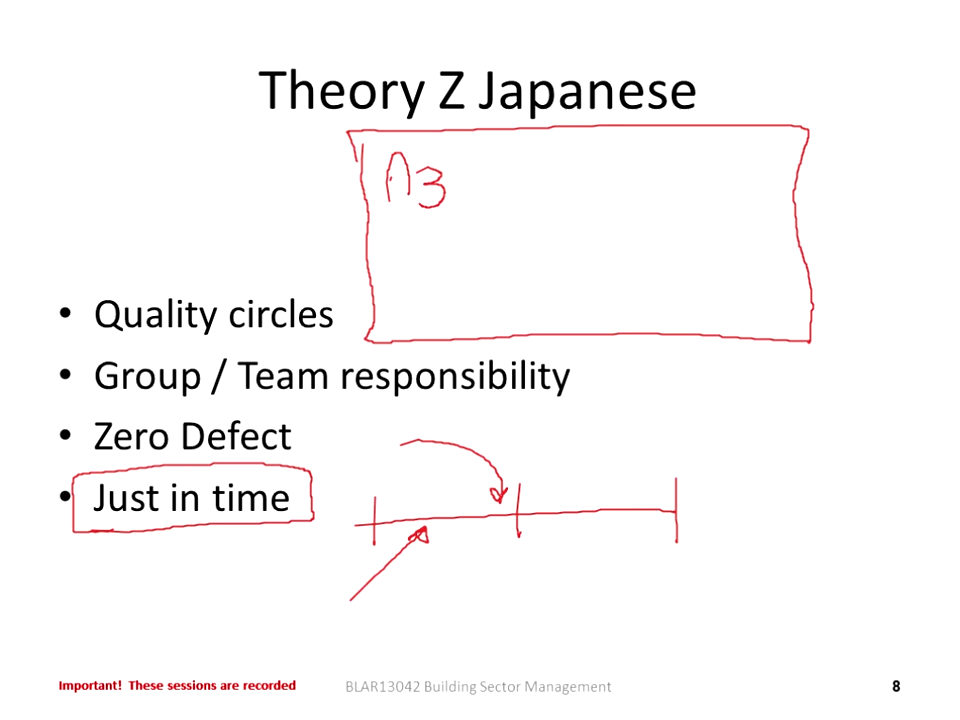 Theory Z Japanese
A3
• Quality circles
• Group / Team responsibility
• Zero Defect
• Just in time
Important! These sessions are recorded
BLAR13042 Building Sector Management
8